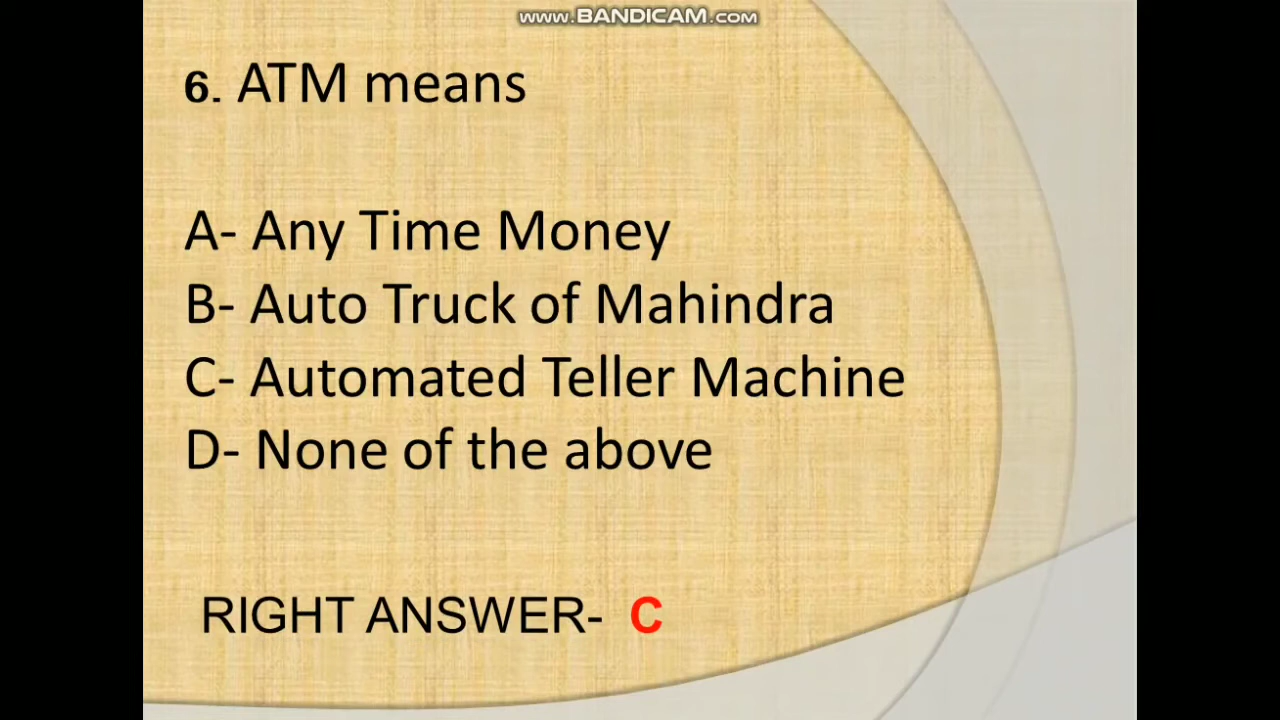 www.BANDICAM.com
6. ATM means
A- Any Time Money
B- Auto Truck of Mahindra
C- Automated Teller Machine
D- None of the above
RIGHT ANSWER- C